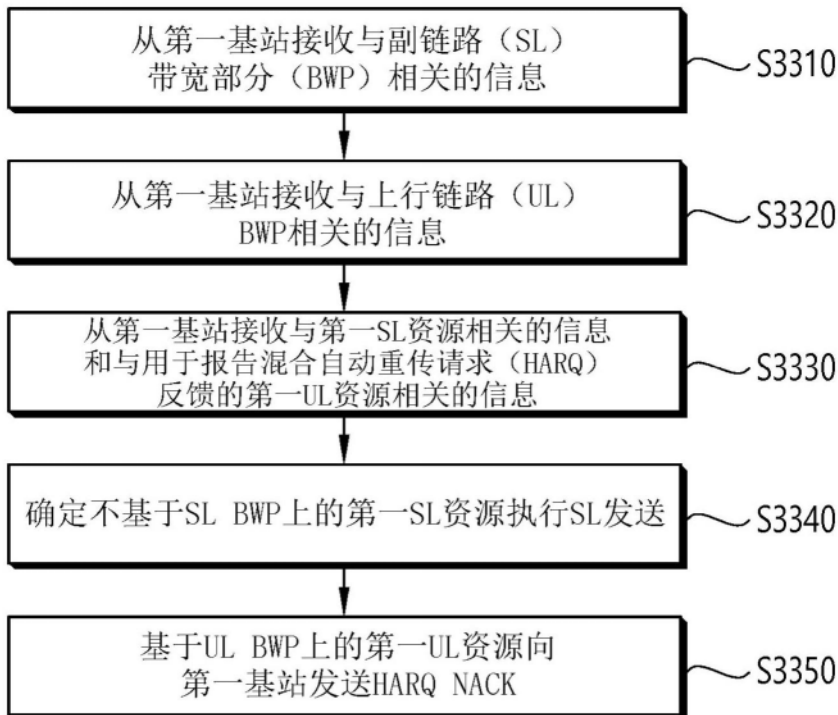 从第一基站接收与副链路（SL）
带宽部分（BWP）相关的信息
S3310
从第一基站接收与上行链路（UL）
BWP相关的信息
S3320
从第一基站接收与第一SL资源相关的信息
和与用于报告混合自动重传请求（HARQ）
反馈的第一UL资源相关的信息
S3330
确定不基于SL BWP上的第一SL资源执行SL发送
S3340
基于UL BWP上的第一UL资源向
第一基站发送HARQ NACK
S3350